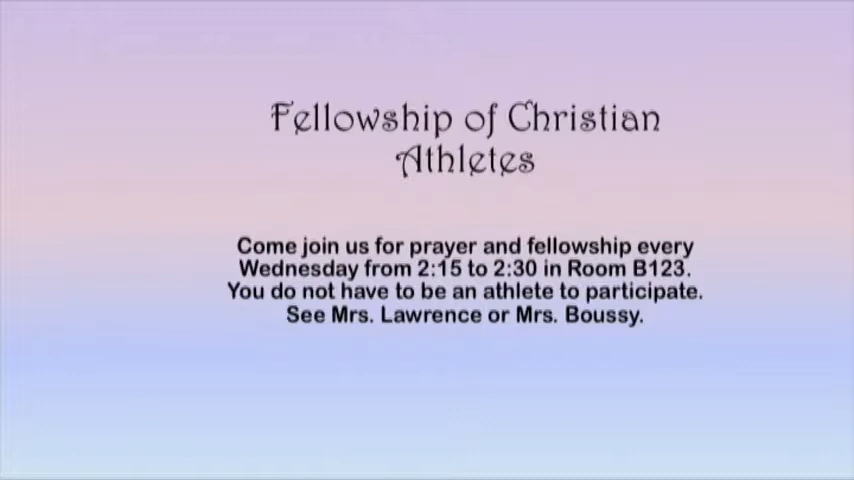 Fellowship of Christian
Athletes
Come join us for prayer and fellowship every
Wednesday from 2:15 to 2:30 in Room B123.
You do not have to be an athlete to participate.
See Mrs. Lawrence or Mrs. Boussy.